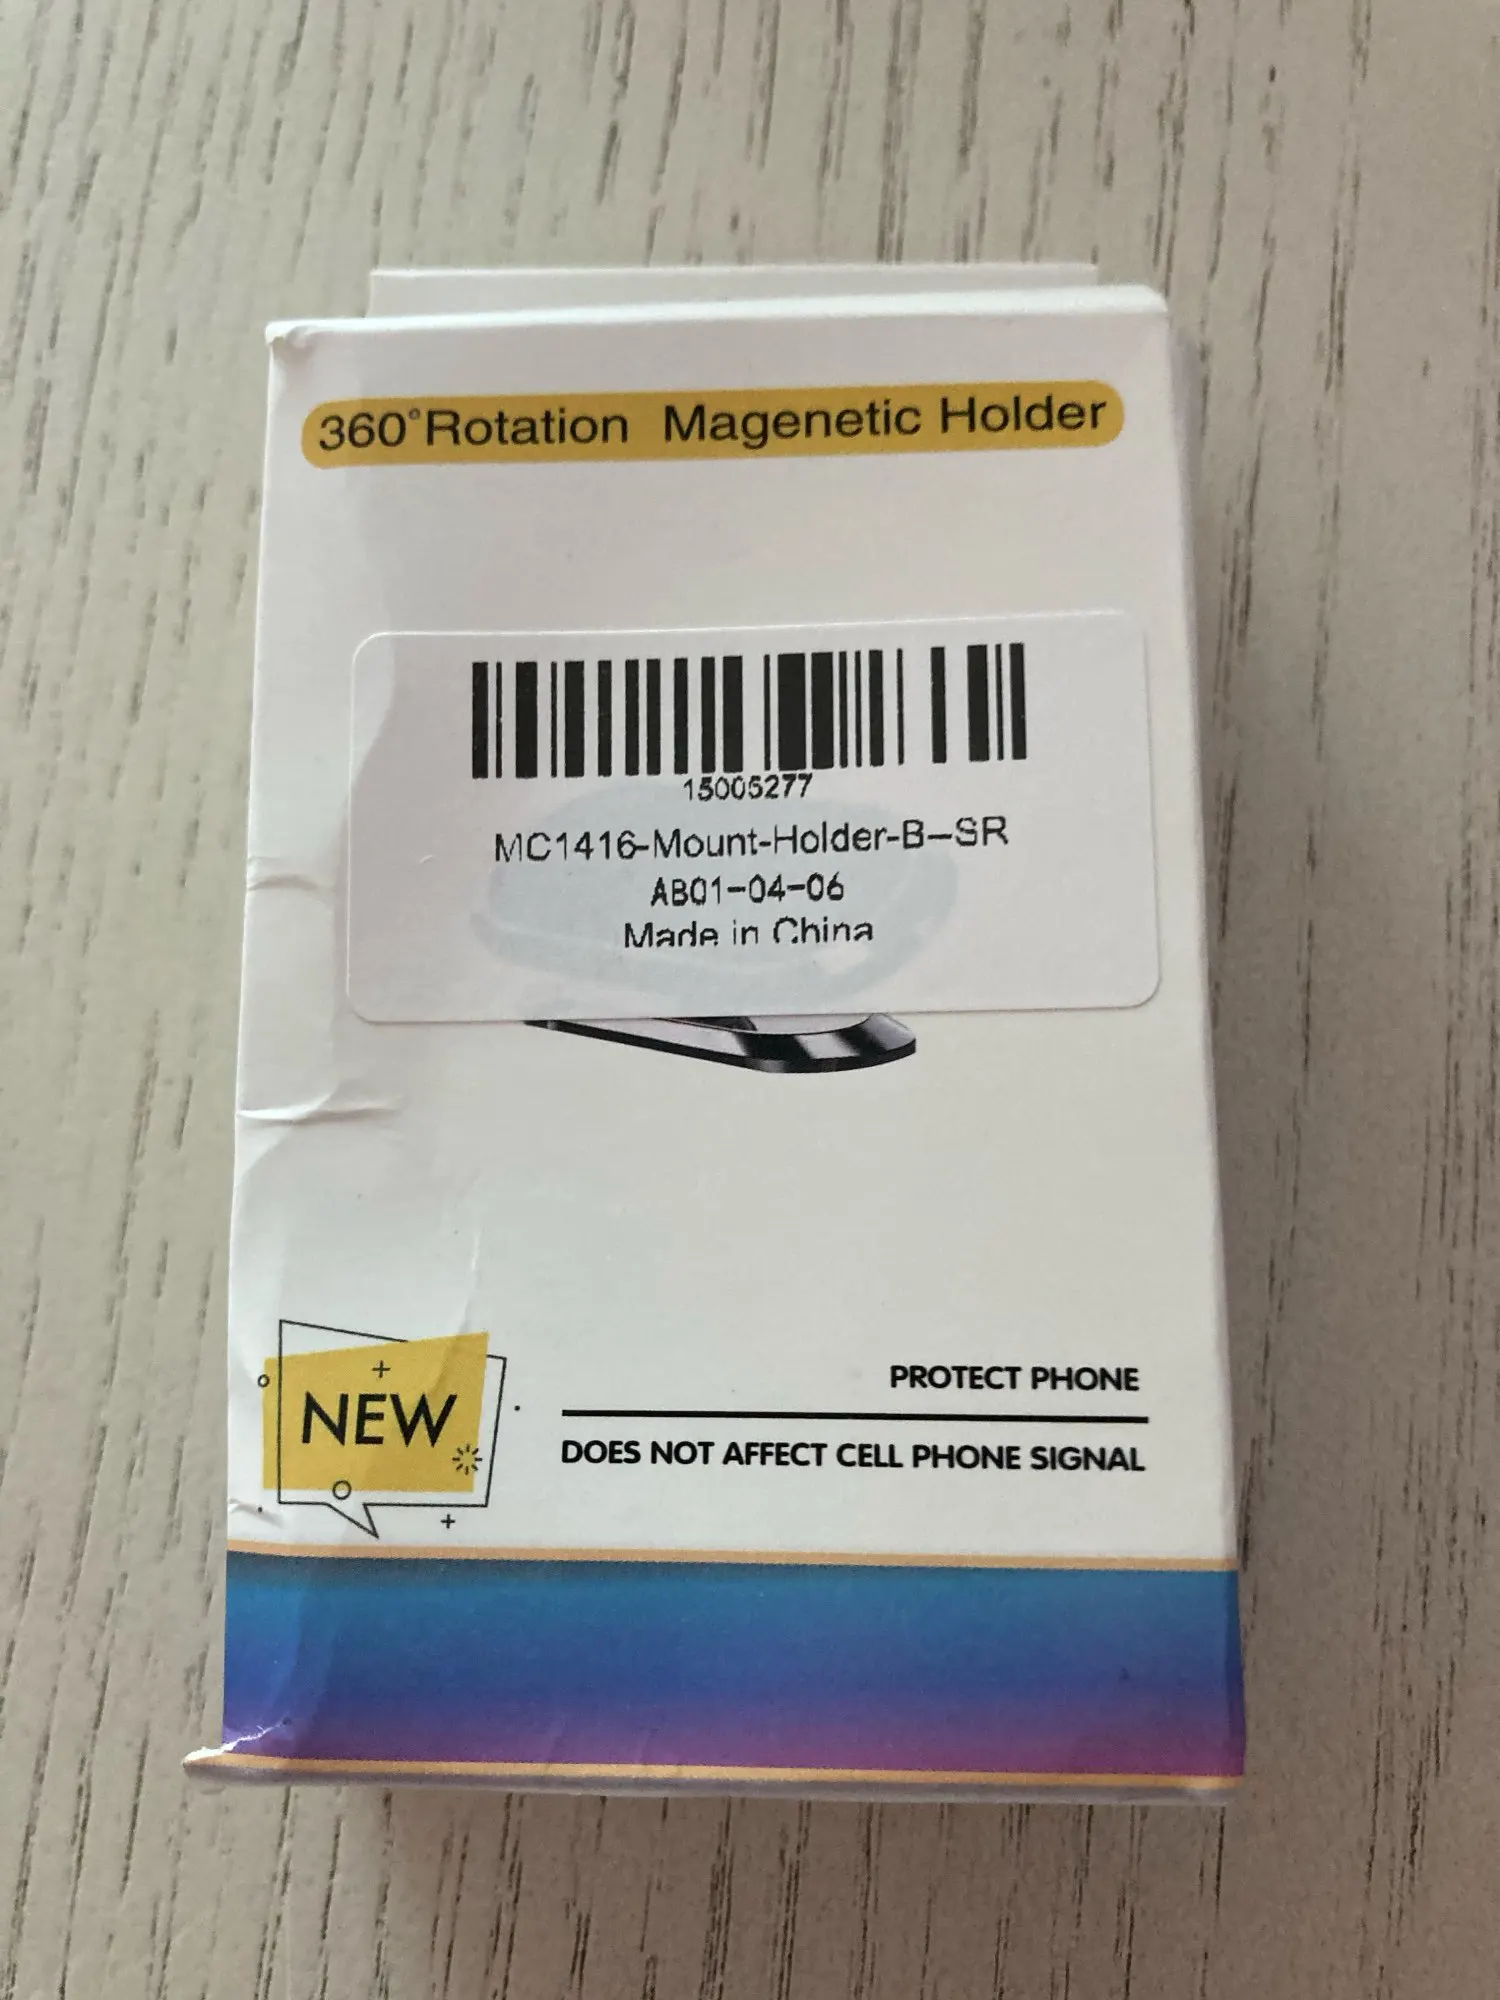 360°Rotation Magenetic Holder
15005277
MC1416-Mount-Holder-B-SR
AB01-04-06
Made in China
NEW
PROTECT PHONE
DOES NOT AFFECT CELL PHONE SIGNAL